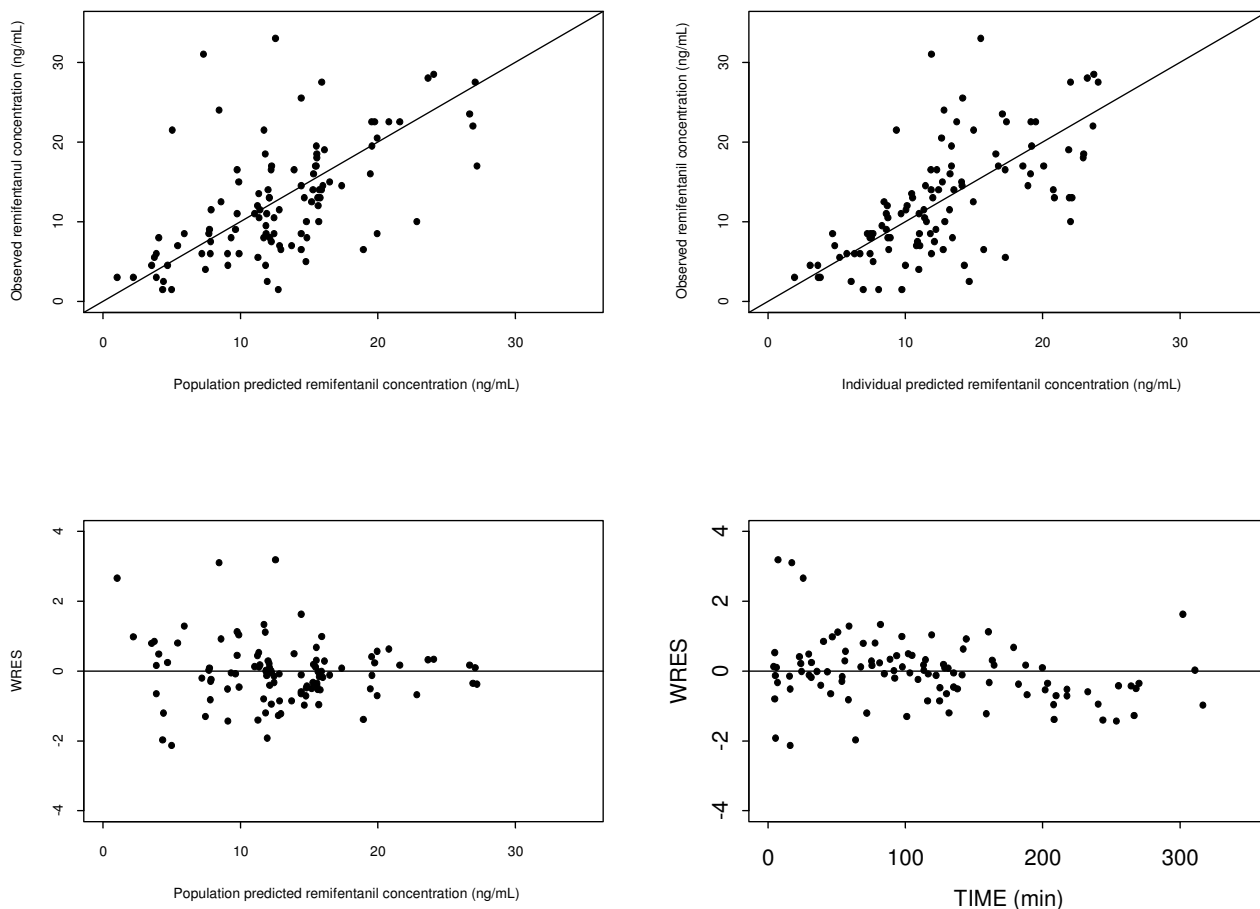 Observed remifentanul concentration (ng/mL)
0 10 20 30
0 10 20 30
Population predicted remifentanil concentration (ng/mL)
Observed remifentanil concentration (ng/mL)
0 10 20 30
0 10 20 30
Individual predicted remifentanil concentration (ng/mL)
WRES
-4 -2 0 2 4
0 10 20 30
Population predicted remifentanil concentration (ng/mL)
WRES
-4 -2 0 2 4
0 100 200 300
TIME (min)